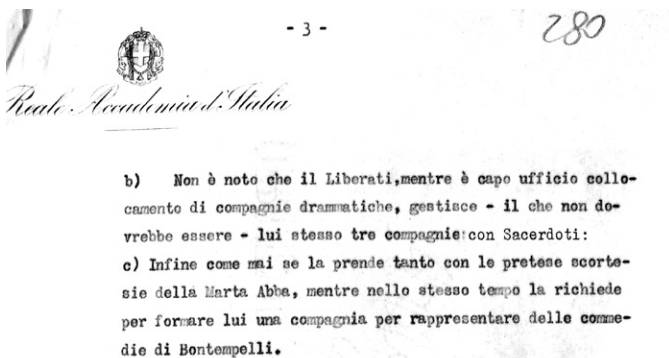 - 3 -
280
Reale Accademia d'Italia
b) Non è noto che il Liberati,mentre è capo ufficio collo-
camento di compagnie drammatiche, gestisce - il che non do-
vrebbe essere - lui stesso tre compagnie con Sacerdoti:
c) Infine come mai se la prende tanto con le pretese scorte-
sie della Marta Abba, mentre nello stesso tempo la richiede
per formare lui una compagnia per rappresentare delle comme-
die di Bontempelli.